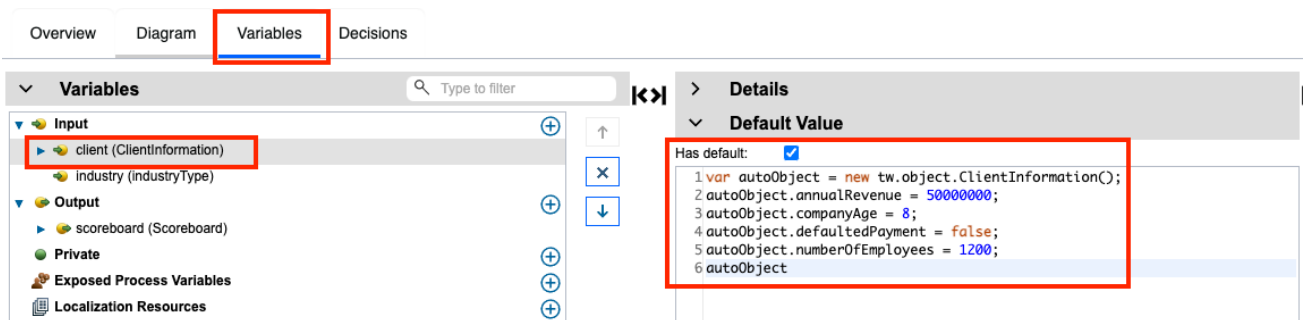 Overview Diagram Variables Decisions
Variables
Type to filter
Input
client (ClientInformation)
industry (industryType)
Output
scoreboard (Scoreboard)
Private
Exposed Process Variables
Localization Resources
Details
Default Value
Has default:
1 var autoObject = new tw.object.ClientInformation();
2 autoObject.annualRevenue = 50000000;
3 autoObject.companyAge = 8;
4 autoObject.defaultedPayment = false;
5 autoObject.numberOfEmployees = 1200;
6 autoObject